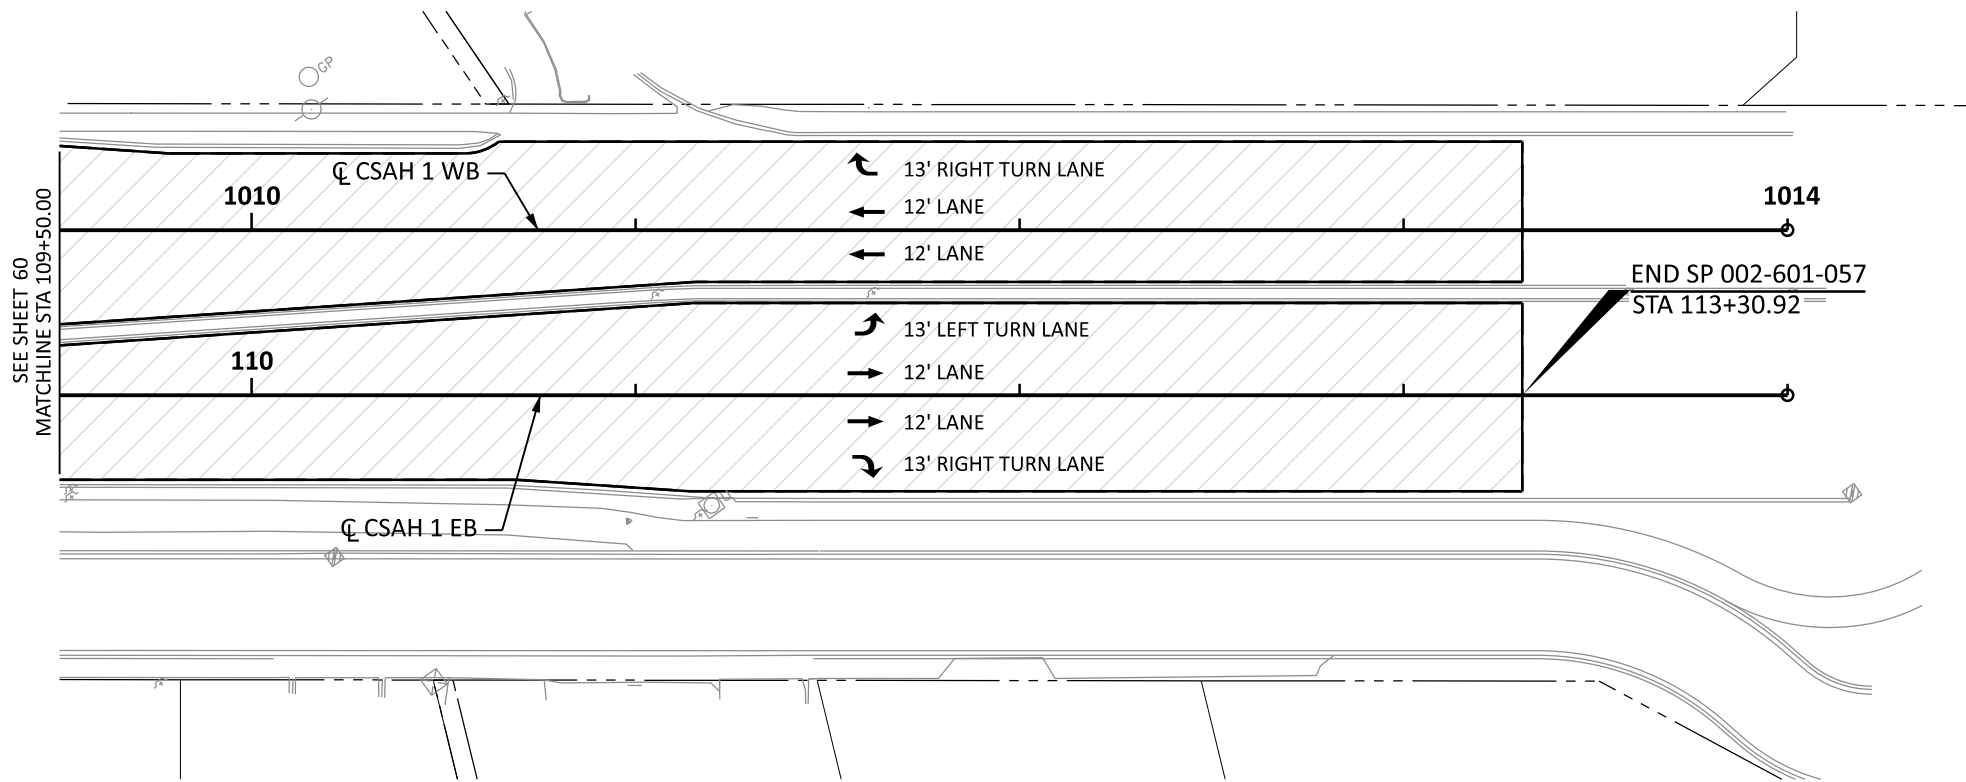 GP
℄ CSAH 1 WB
13' RIGHT TURN LANE
1010
12' LANE
1014
12' LANE
SEE SHEET 60
MATCHLINE STA 109+50.00
END SP 002-601-057
STA 113+30.92
13' LEFT TURN LANE
110
12' LANE
12' LANE
13' RIGHT TURN LANE
℄ CSAH 1 EB